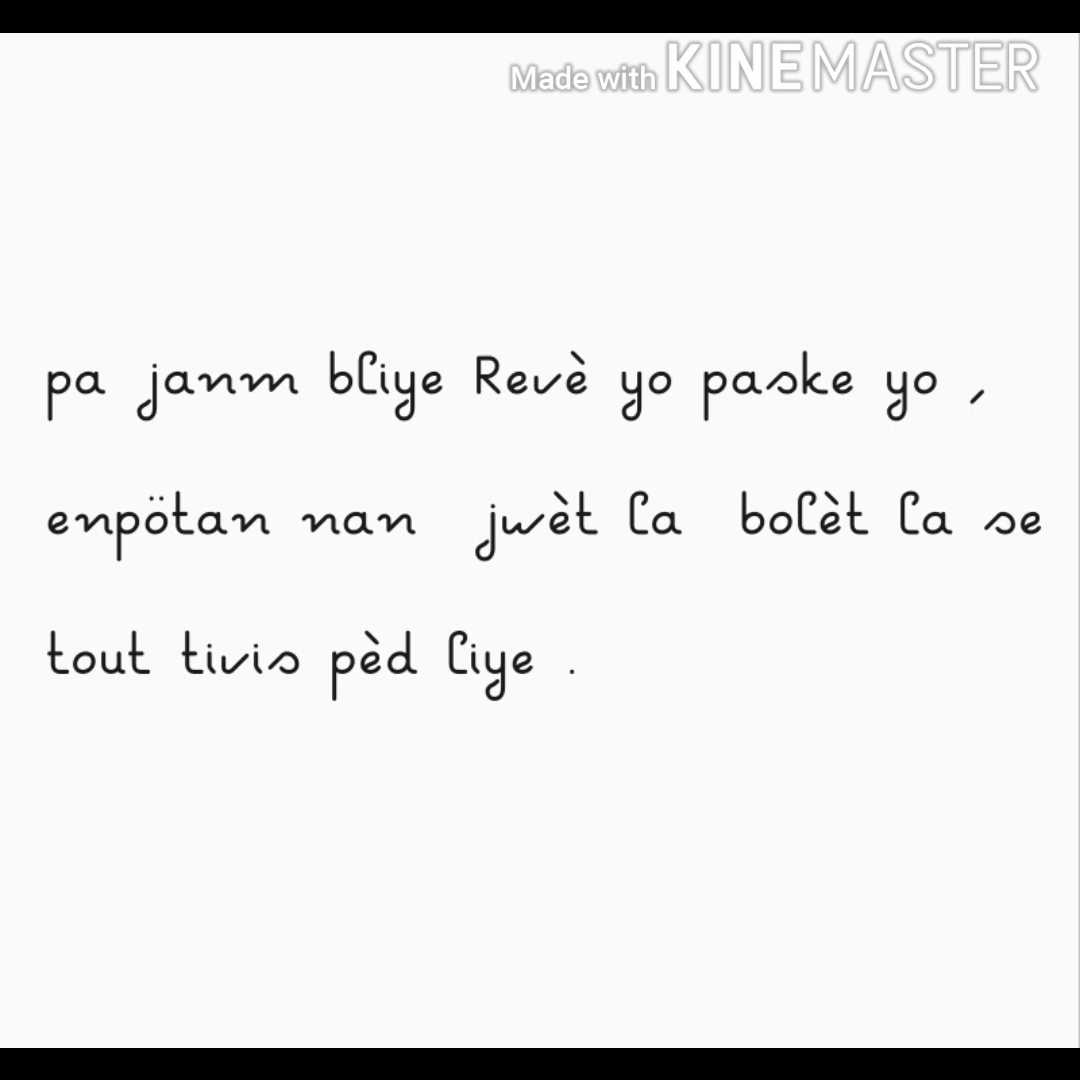 Made with KINEMASTER
pa janm bliye Revè yo paske yo ,
enpötan nan jwèt la bolèt la se
tout tivis pèd liye .